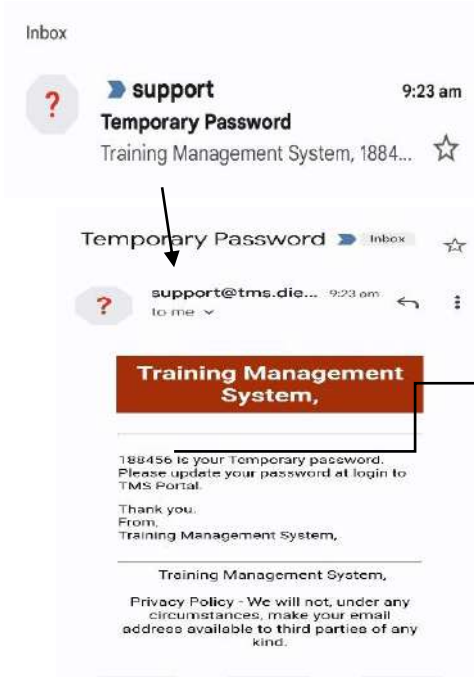 Inbox
?
support
9:23 am
Temporary Password
Training Management System, 1884...
Temporary Password
Inbox
?
support@tms.die... 9:23 am
to me
Training Management
System,
188456 is your Temporary password.
Please update your password at login to
TMS Portal.
Thank you.
From,
Training Management System,
Training Management System,
Privacy Policy - We will not, under any
circumstances, make your email
address available to third parties of any
kind.